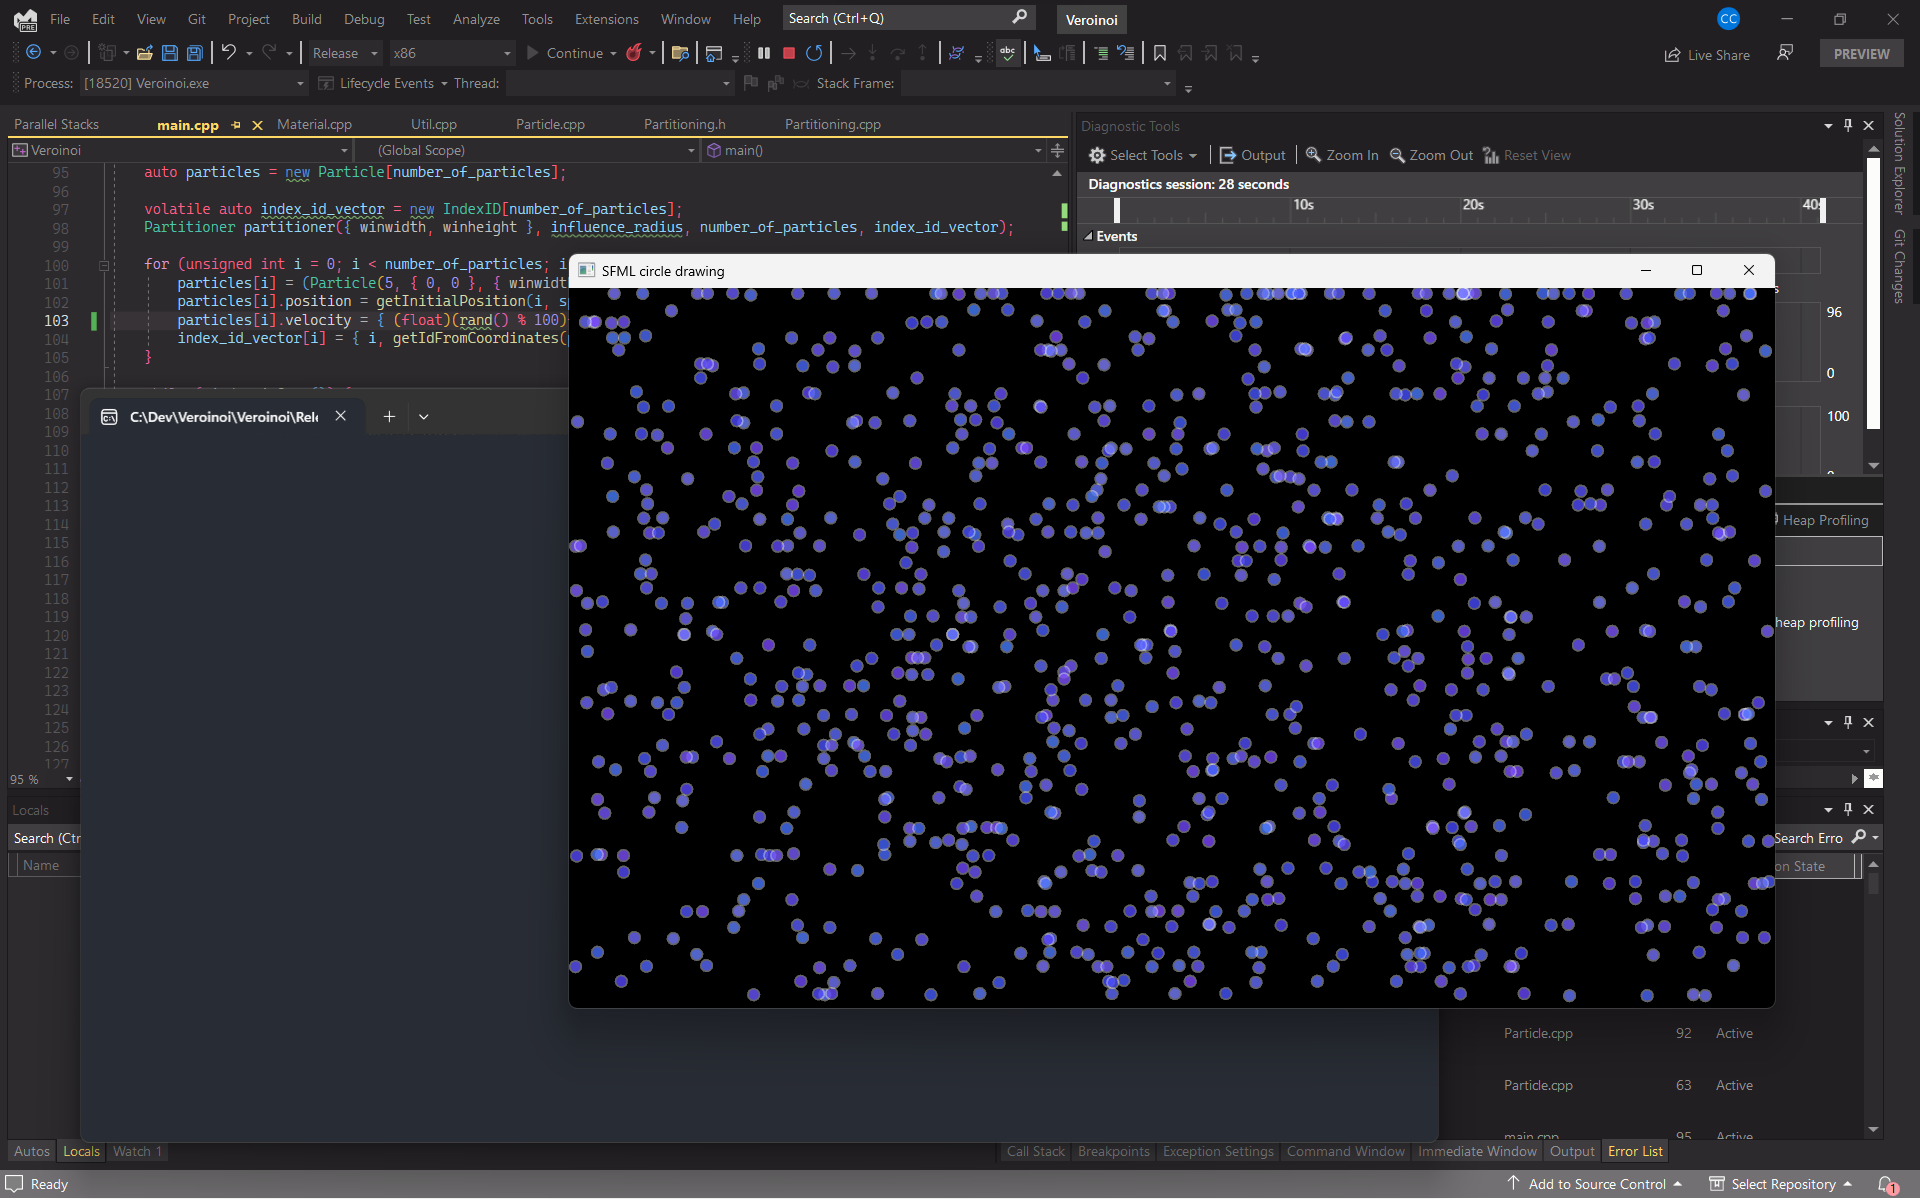 File Edit View Git Project Build Debug Test Analyze Tools Extensions Window Help Search (Ctrl+Q) Veroinoi CC
PRE
Release x86 Continue abc Live Share PREVIEW
Process: [18520] Veroinoi.exe Lifecycle Events Thread: Stack Frame:
Parallel Stacks main.cpp Material.cpp Util.cpp Particle.cpp Partitioning.h Partitioning.cpp
Veroinoi (Global Scope) main()
95 auto particles = new Particle[number_of_particles];
96
97 volatile auto index_id_vector = new IndexID[number_of_particles];
98 Partitioner partitioner({ winwidth, winheight }, influence_radius, number_of_particles, index_id_vector);
99
100 for (unsigned int i = 0; i < number_of_particles; i
101 particles[i] = (Particle(5, { 0, 0 }, { winwidt
102 particles[i].position = getInitialPosition(i, s
103 particles[i].velocity = { (float)(rand() % 100)
104 index_id_vector[i] = { i, getIdFromCoordinates(
105 }
106
107
108
109
110
111
112
113
114
115
116
117
118
119
120
121
122
123
124
125
126
127
95 %
Diagnostic Tools
Select Tools Output Zoom In Zoom Out Reset View
Diagnostics session: 28 seconds
10s 20s 30s 40s
Events
96
0
100
Heap Profiling
heap profiling
Solution Explorer
Git Changes
SFML circle drawing
C:\Dev\Veroinoi\Veroinoi\Rele
Locals
Search (Ctr
Name
Search Erro
on State
Particle.cpp 92 Active
Particle.cpp 63 Active
main.cpp 95 Active
Autos Locals Watch 1
Call Stack Breakpoints Exception Settings Command Window Immediate Window Output Error List
Ready Add to Source Control Select Repository 1